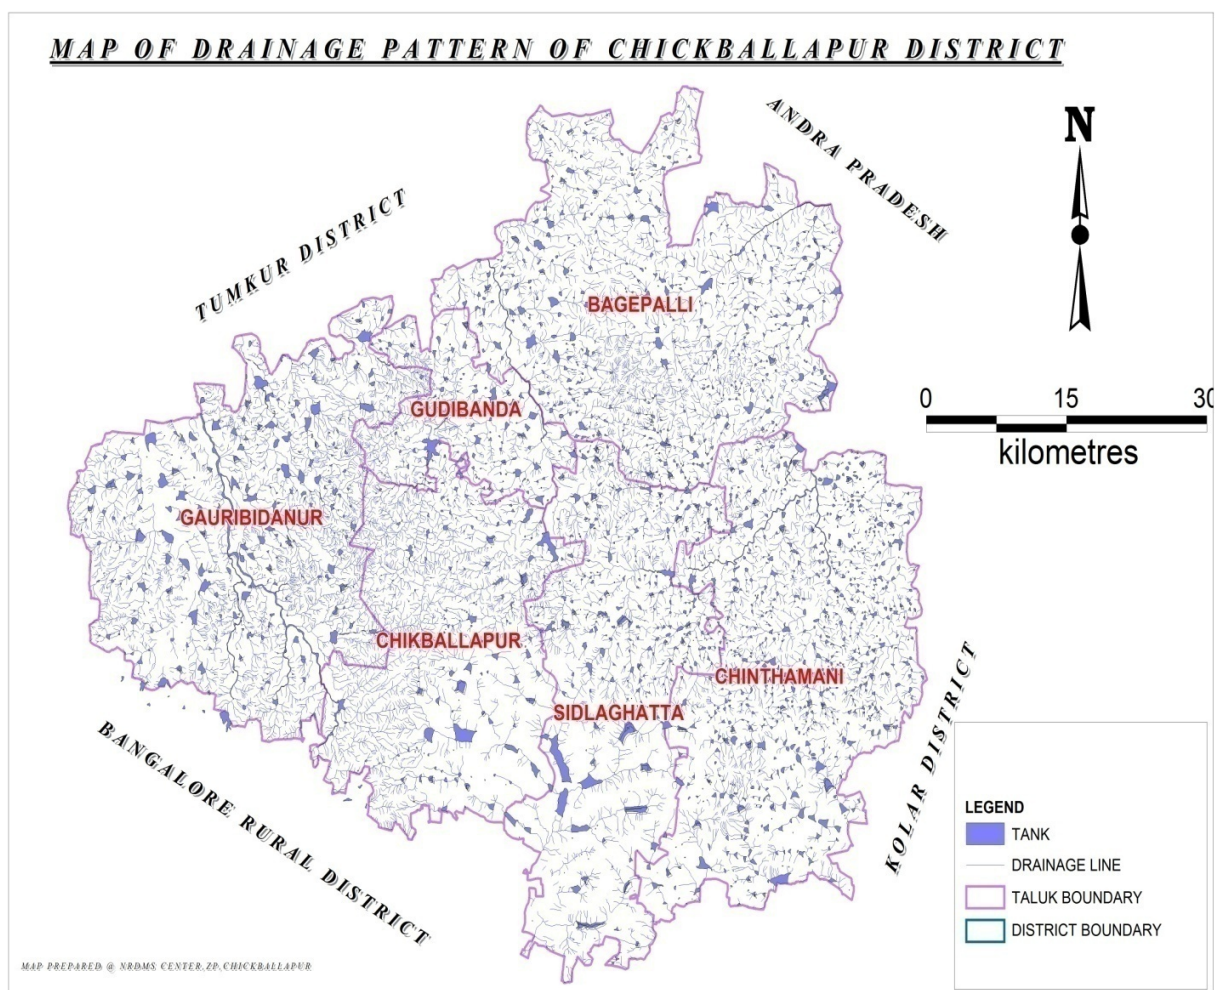 MAP OF DRAINAGE PATTERN OF CHICKBALLAPUR DISTRICT
ANDRA PRADESH
N
TUMKUR DISTRICT
BAGEPALLI
0 15 30
kilometres
GUDIBANDA
GAURIBIDANUR
CHIKBALLAPUR
CHINTHAMANI
SIDLAGHATTA
BANGALORE RURAL DISTRICT
KOLAR DISTRICT
LEGEND
TANK
DRAINAGE LINE
TALUK BOUNDARY
DISTRICT BOUNDARY
MAP PREPARED @ NRDMS CENTER,ZP,CHICKBALLAPUR